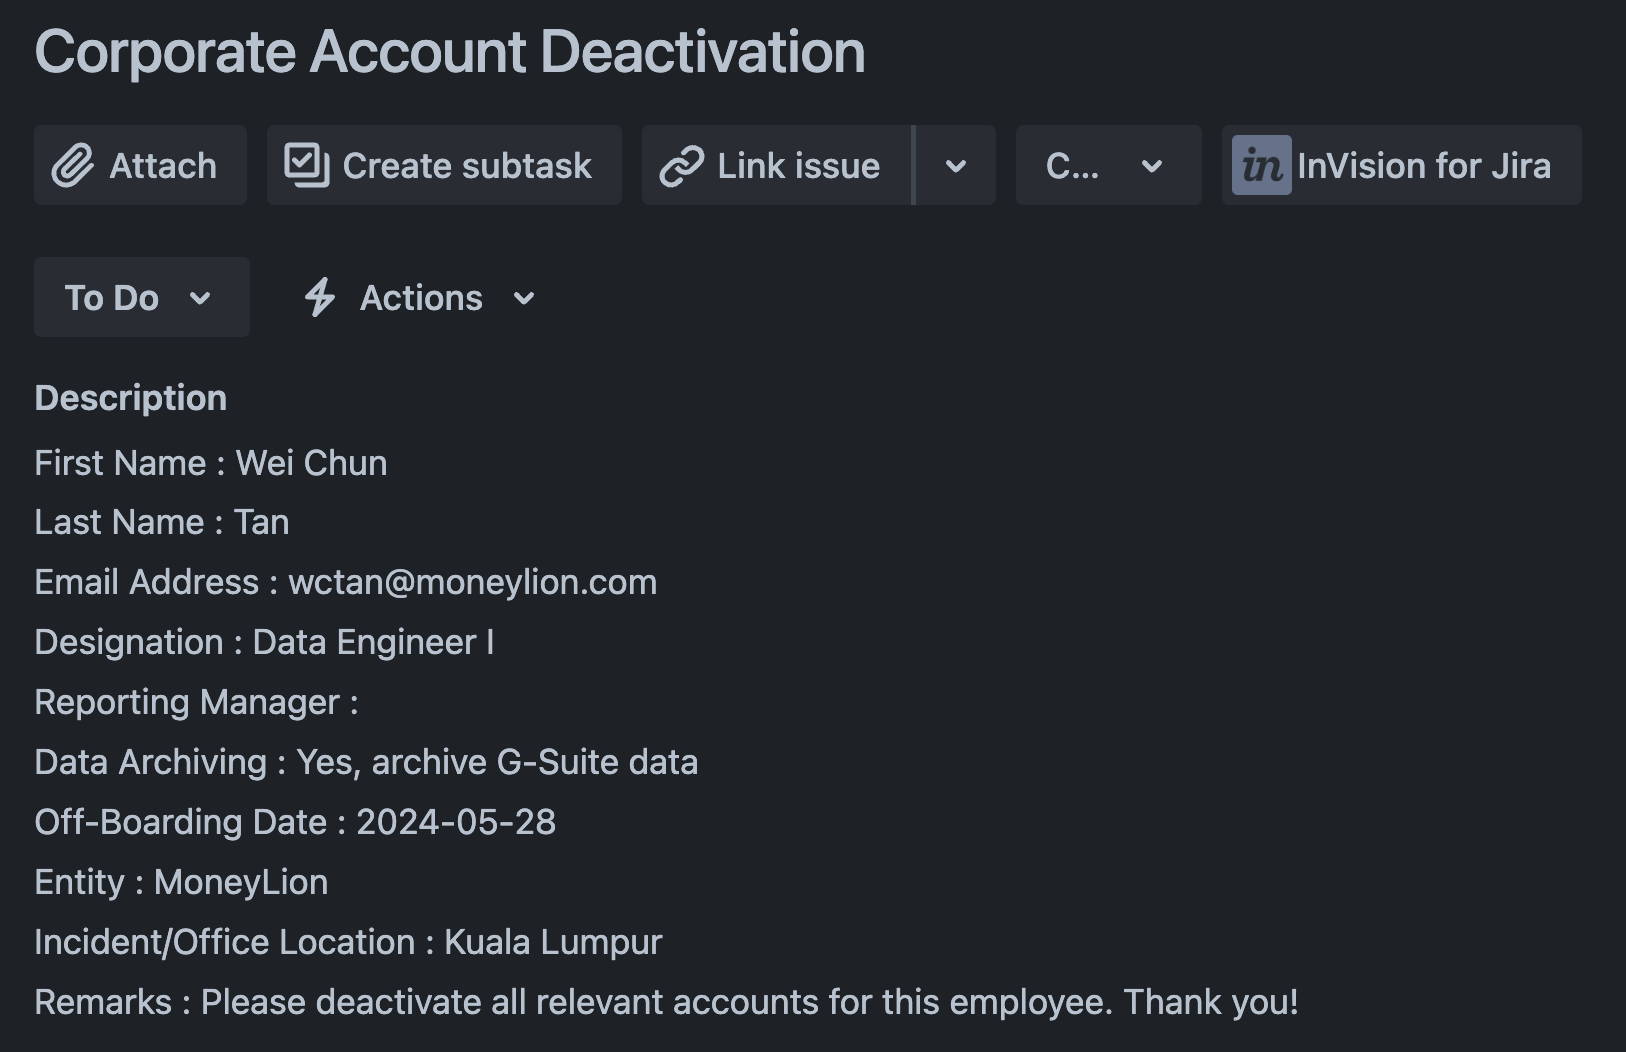 Corporate Account Deactivation
Attach
Create subtask
Link issue
C...
in InVision for Jira
To Do
Actions
Description
First Name : Wei Chun
Last Name : Tan
Email Address : wctan@moneylion.com
Designation : Data Engineer I
Reporting Manager :
Data Archiving : Yes, archive G-Suite data
Off-Boarding Date : 2024-05-28
Entity : MoneyLion
Incident/Office Location : Kuala Lumpur
Remarks : Please deactivate all relevant accounts for this employee. Thank you!